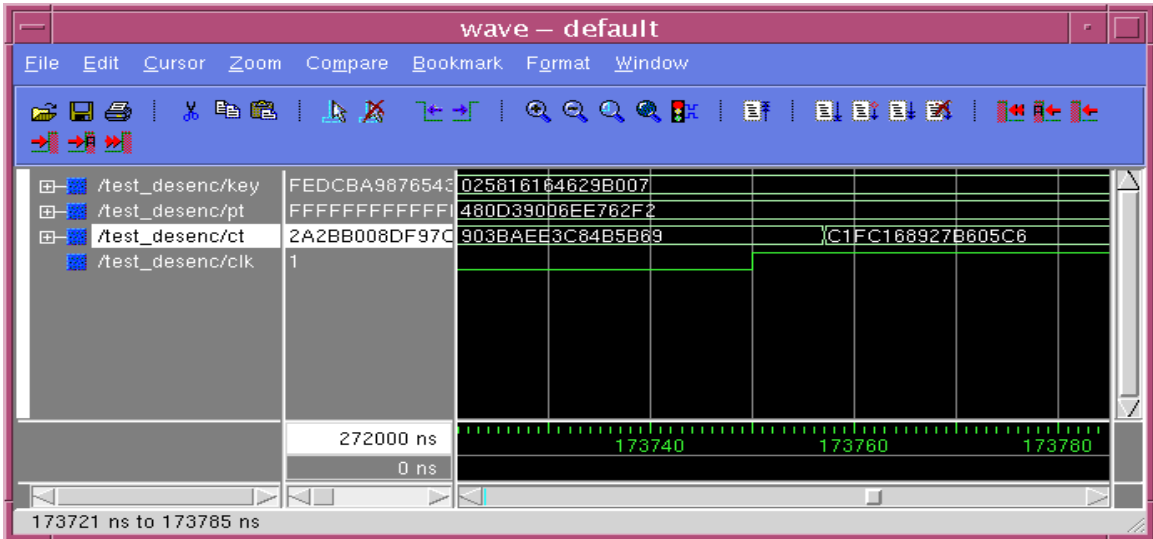 wave – default
File Edit Cursor Zoom Compare Bookmark Format Window
/test_desenc/key FEDCBA9876543 025816164629B007
/test_desenc/pt FFFFFFFFFFFFF 480D39006EE762F2
/test_desenc/ct 2A2BB008DF97C 903BAEE3C84B5B69 C1FC168927B605C6
/test_desenc/clk 1
272000 ns 173740 173760 173780
0 ns
173721 ns to 173785 ns